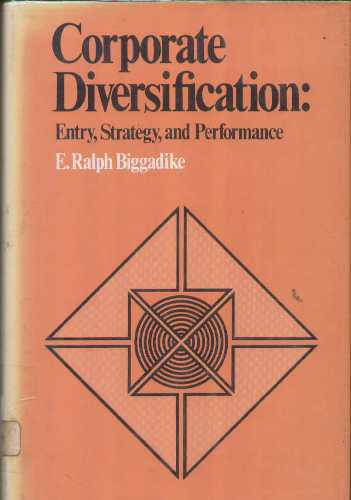 Corporate
Diversification:
Entry, Strategy, and Performance
E. Ralph Biggadike